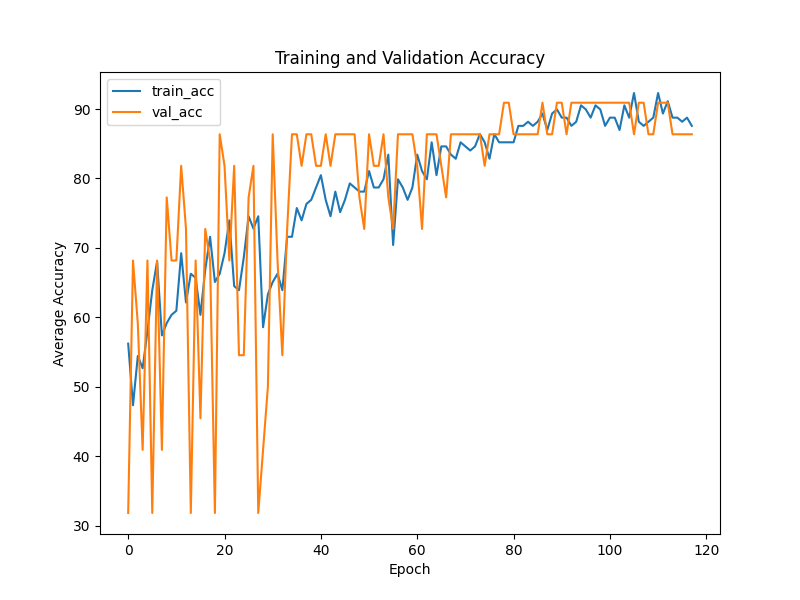 Training and Validation Accuracy
train_acc
val_acc
Average Accuracy
90
80
70
60
50
40
30
0 20 40 60 80 100 120
Epoch